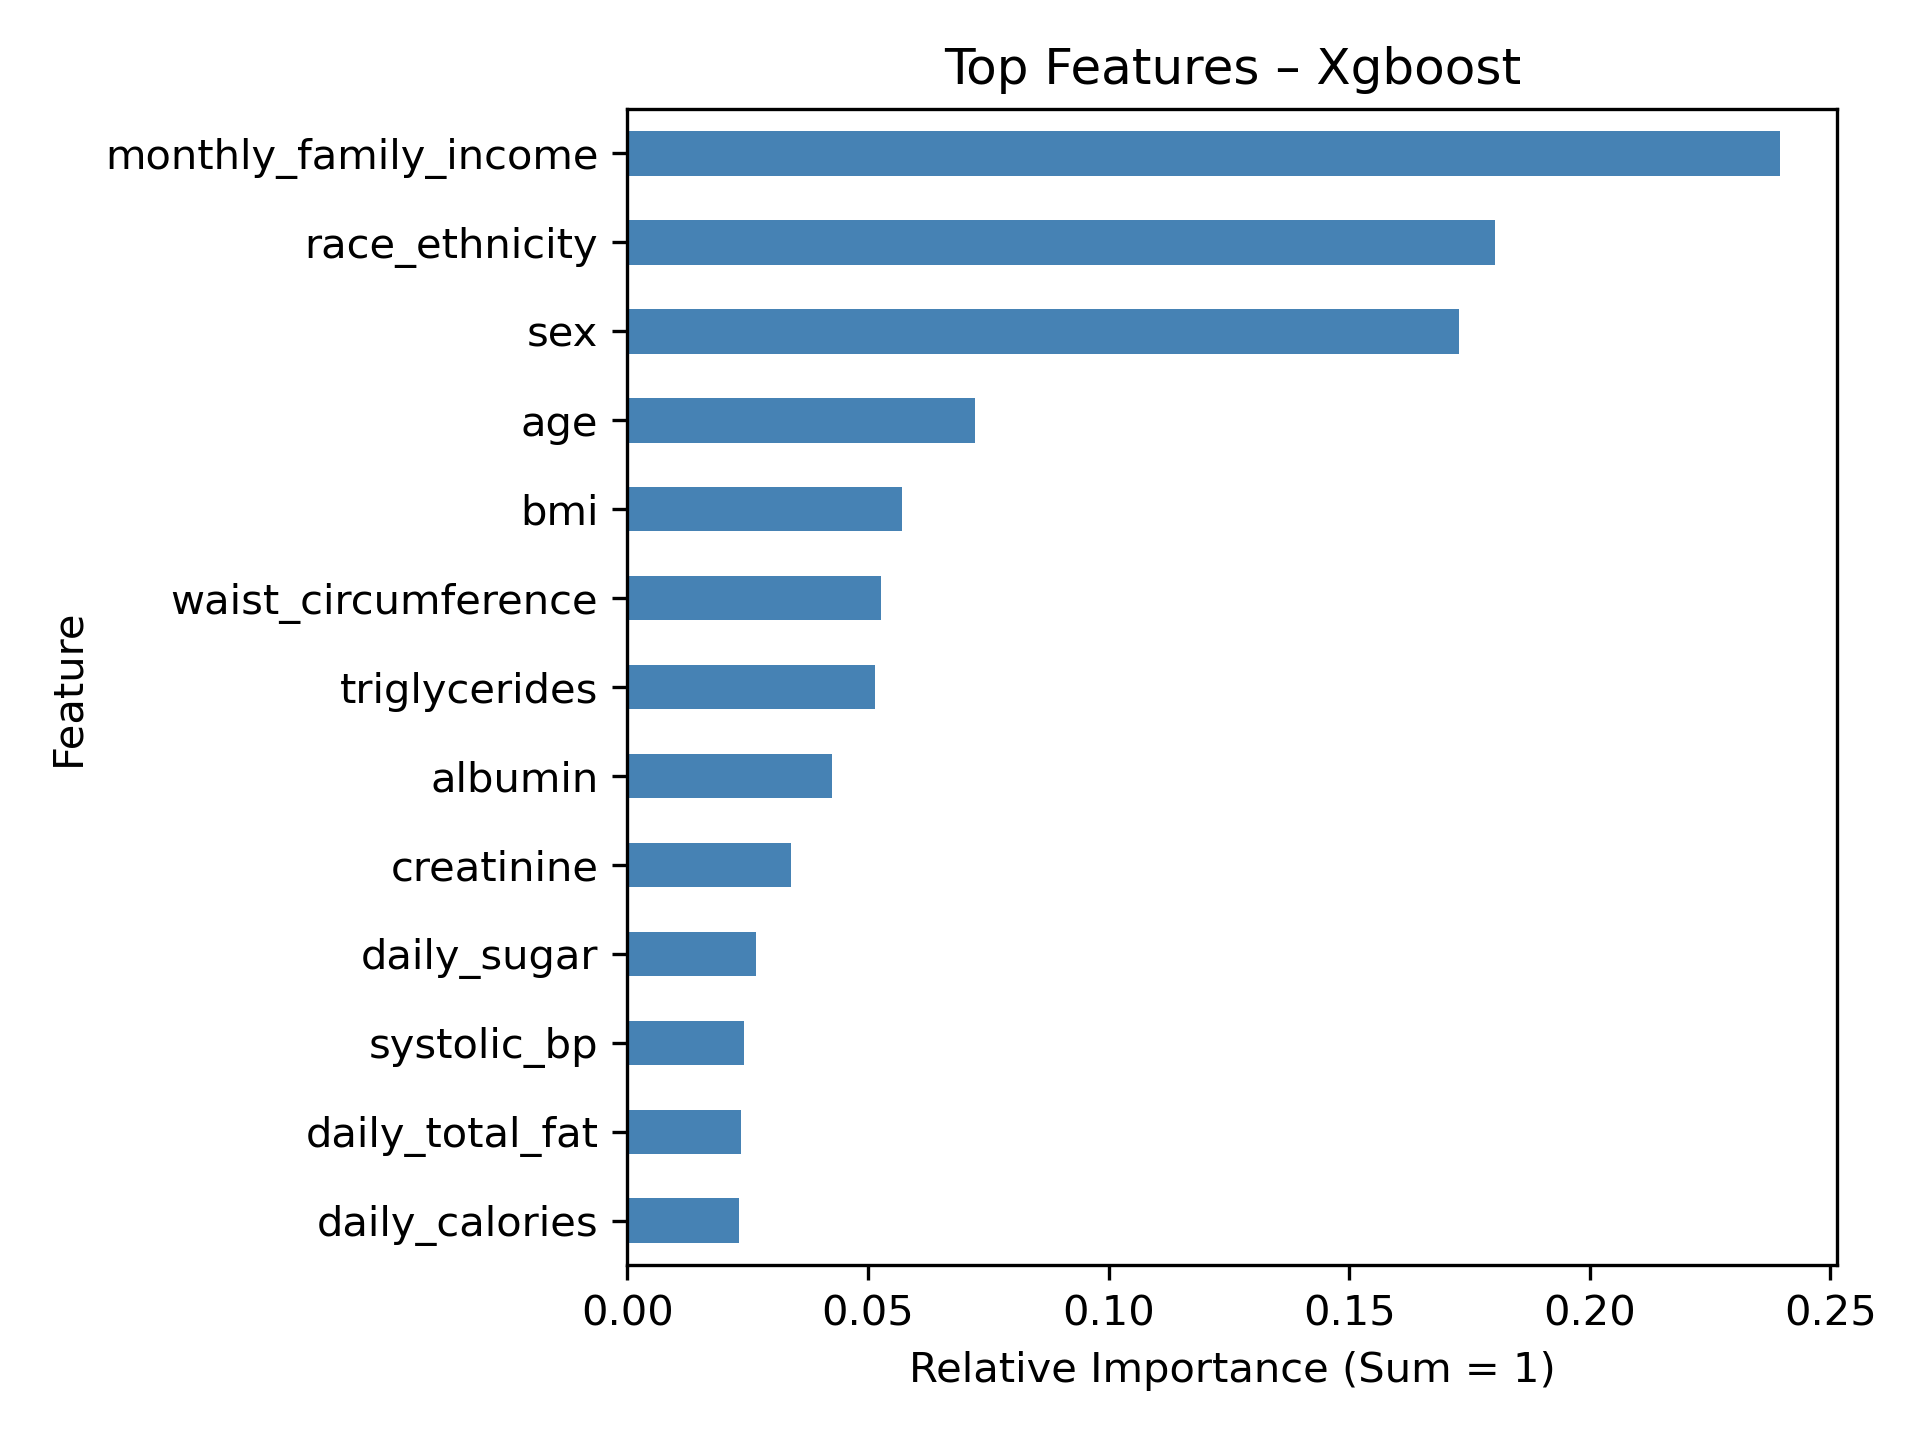 Top Features – Xgboost
monthly_family_income
race_ethnicity
sex
age
bmi
waist_circumference
triglycerides
albumin
creatinine
daily_sugar
systolic_bp
daily_total_fat
daily_calories
Feature
0.00 0.05 0.10 0.15 0.20 0.25
Relative Importance (Sum = 1)